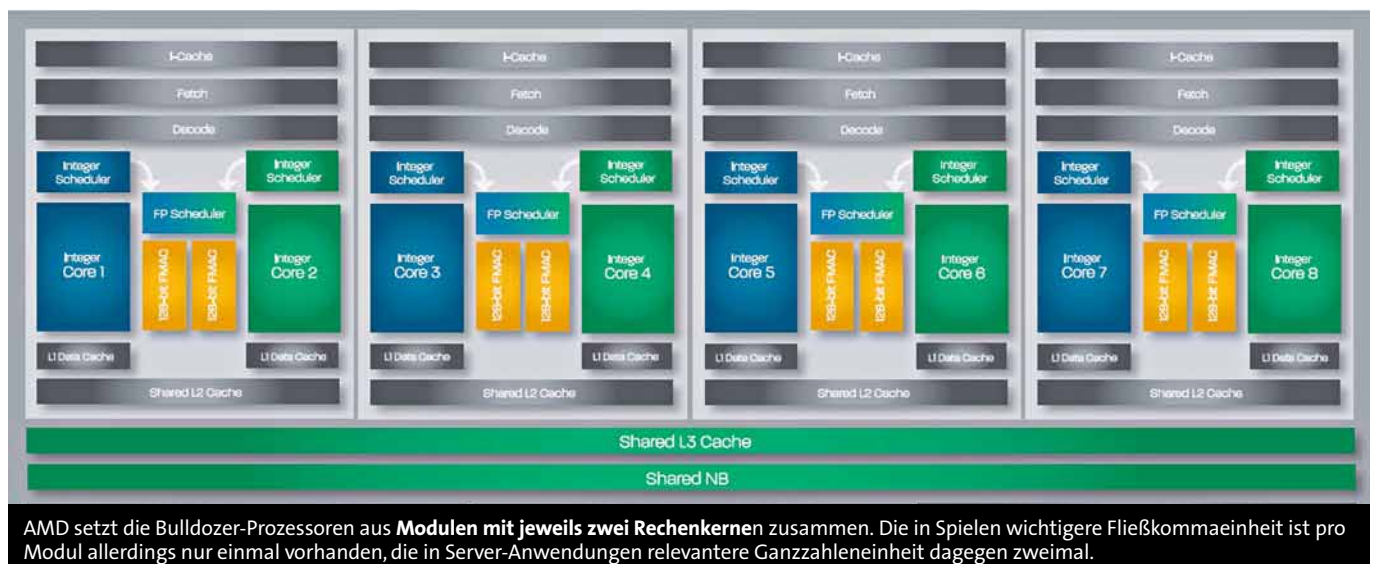 I-Cache I-Cache I-Cache I-Cache
Fetch Fetch Fetch Fetch
Decode Decode Decode Decode
Integer Integer Integer Integer Integer Integer Integer Integer
Scheduler Scheduler Scheduler Scheduler Scheduler Scheduler Scheduler Scheduler
FP Scheduler FP Scheduler FP Scheduler FP Scheduler
Integer Integer Integer Integer Integer Integer Integer Integer
Core 1 Core 2 Core 3 Core 4 Core 5 Core 6 Core 7 Core 8
128-bit FMAC 128-bit FMAC 128-bit FMAC 128-bit FMAC 128-bit FMAC 128-bit FMAC 128-bit FMAC 128-bit FMAC
L1 Data Cache L1 Data Cache L1 Data Cache L1 Data Cache L1 Data Cache L1 Data Cache L1 Data Cache L1 Data Cache
Shared L2 Cache Shared L2 Cache Shared L2 Cache Shared L2 Cache
Shared L3 Cache
Shared NB
AMD setzt die Bulldozer-Prozessoren aus Modulen mit jeweils zwei Rechenkernen zusammen. Die in Spielen wichtigere Fließkommaeinheit ist pro
Modul allerdings nur einmal vorhanden, die in Server-Anwendungen relevantere Ganzzahleneinheit dagegen zweimal.